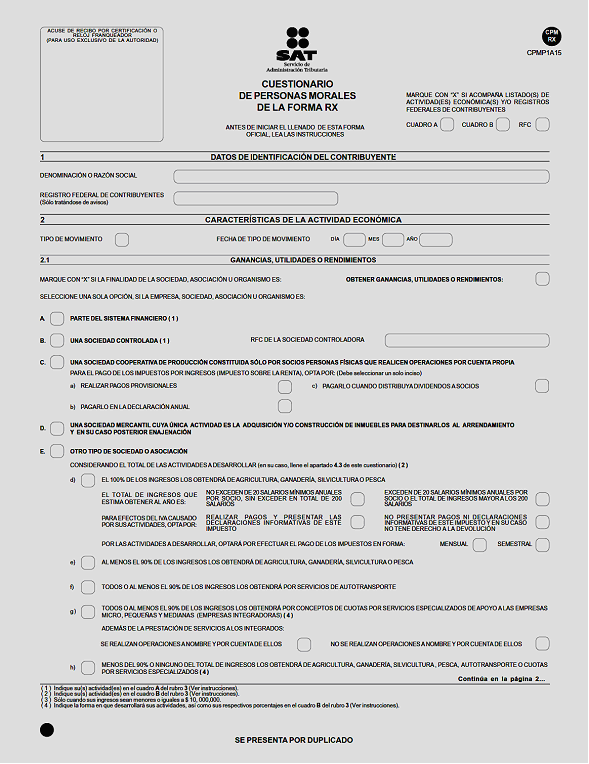 ACUSE DE RECIBO POR CERTIFICACIÓN O
RELOJ FRANQUEADOR
(PARA USO EXCLUSIVO DE LA AUTORIDAD)
SAT
Servicio de
Administración Tributaria
CPM
RX
CPMP1A15
CUESTIONARIO
DE PERSONAS MORALES
DE LA FORMA RX
ANTES DE INICIAR EL LLENADO DE ESTA FORMA
OFICIAL, LEA LAS INSTRUCCIONES
MARQUE CON "X" SI ACOMPAÑA LISTADO(S) DE
ACTIVIDAD(ES) ECONÓMICA(S) Y/O REGISTROS
FEDERALES DE CONTRIBUYENTES
CUADRO A CUADRO B RFC
1 DATOS DE IDENTIFICACIÓN DEL CONTRIBUYENTE
DENOMINACIÓN O RAZÓN SOCIAL
REGISTRO FEDERAL DE CONTRIBUYENTES
(Sólo tratándose de avisos)
2 CARACTERÍSTICAS DE LA ACTIVIDAD ECONÓMICA
TIPO DE MOVIMIENTO FECHA DE TIPO DE MOVIMIENTO DÍA MES AÑO
2.1 GANANCIAS, UTILIDADES O RENDIMIENTOS
MARQUE CON "X" SI LA FINALIDAD DE LA SOCIEDAD, ASOCIACIÓN U ORGANISMO ES: OBTENER GANANCIAS, UTILIDADES O RENDIMIENTOS:
SELECCIONE UNA SOLA OPCIÓN, SI LA EMPRESA, SOCIEDAD, ASOCIACIÓN U ORGANISMO ES:
A. PARTE DEL SISTEMA FINANCIERO ( 1 )
B. UNA SOCIEDAD CONTROLADA ( 1 ) RFC DE LA SOCIEDAD CONTROLADORA
C. UNA SOCIEDAD COOPERATIVA DE PRODUCCIÓN CONSTITUIDA SÓLO POR SOCIOS PERSONAS FÍSICAS QUE REALICEN OPERACIONES POR CUENTA PROPIA
PARA EL PAGO DE LOS IMPUESTOS POR INGRESOS (IMPUESTO SOBRE LA RENTA), OPTA POR: (Debe seleccionar un solo inciso)
a) REALIZAR PAGOS PROVISIONALES c) PAGARLO CUANDO DISTRIBUYA DIVIDENDOS A SOCIOS
b) PAGARLO EN LA DECLARACIÓN ANUAL
D. UNA SOCIEDAD MERCANTIL CUYA ÚNICA ACTIVIDAD ES LA ADQUISICIÓN Y/O CONSTRUCCIÓN DE INMUEBLES PARA DESTINARLOS AL ARRENDAMIENTO
Y EN SU CASO POSTERIOR ENAJENACIÓN
E. OTRO TIPO DE SOCIEDAD O ASOCIACIÓN
CONSIDERANDO EL TOTAL DE LAS ACTIVIDADES A DESARROLLAR (en su caso, llene el apartado 4.3 de este cuestionario) ( 2 )
d) EL 100% DE LOS INGRESOS LOS OBTENDRÁ DE AGRICULTURA, GANADERÍA, SILVICULTURA O PESCA
EL TOTAL DE INGRESOS QUE
ESTIMA OBTENER AL AÑO ES:
NO EXCEDEN DE 20 SALARIOS MÍNIMOS ANUALES
POR SOCIO, SIN EXCEDER EN TOTAL DE 200
SALARIOS
EXCEDEN DE 20 SALARIOS MÍNIMOS ANUALES POR
SOCIO O EL TOTAL DE INGRESOS MAYOR A LOS 200
SALARIOS
PARA EFECTOS DEL IVA CAUSADO
POR SUS ACTIVIDADES, OPTA POR:
REALIZAR PAGOS Y PRESENTAR LAS
DECLARACIONES INFORMATIVAS DE ESTE
IMPUESTO
NO PRESENTAR PAGOS NI DECLARACIONES
INFORMATIVAS DE ESTE IMPUESTO Y EN SU CASO
NO TENER DERECHO A LA DEVOLUCIÓN
POR LAS ACTIVIDADES A DESARROLLAR, OPTARÁ POR EFECTUAR EL PAGO DE LOS IMPUESTOS EN FORMA: MENSUAL SEMESTRAL
e) AL MENOS EL 90% DE LOS INGRESOS LOS OBTENDRÁ DE AGRICULTURA, GANADERÍA, SILVICULTURA O PESCA
f) TODOS O AL MENOS EL 90% DE LOS INGRESOS LOS OBTENDRÁ POR SERVICIOS DE AUTOTRANSPORTE
g) TODOS O AL MENOS EL 90% DE LOS INGRESOS LOS OBTENDRÁ POR CONCEPTOS DE CUOTAS POR SERVICIOS ESPECIALIZADOS DE APOYO A LAS EMPRESAS
MICRO, PEQUEÑAS Y MEDIANAS (EMPRESAS INTEGRADORAS) ( 4 )
ADEMÁS DE LA PRESTACIÓN DE SERVICIOS A LOS INTEGRADOS:
SE REALIZAN OPERACIONES A NOMBRE Y POR CUENTA DE ELLOS NO SE REALIZAN OPERACIONES A NOMBRE Y POR CUENTA DE ELLOS
h) MENOS DEL 90% O NINGUNO DEL TOTAL DE INGRESOS LOS OBTENDRÁ DE AGRICULTURA, GANADERÍA, SILVICULTURA , PESCA, AUTOTRANSPORTE O CUOTAS
POR SERVICIOS ESPECIALIZADOS ( 4 )
Continúa en la página 2...
( 1 ) Indique su(s) actividad(es) en el cuadro A del rubro 3 (Ver instrucciones).
( 2 ) Indique su(s) actividad(es) en el cuadro B del rubro 3 (Ver instrucciones).
( 3 ) Sólo cuando sus ingresos sean menores o iguales a $ 10, 000,000.
( 4 ) Indique la forma en que desarrollará sus actividades, así como sus respectivos porcentajes en el cuadro B del rubro 3 (Ver instrucciones).
SE PRESENTA POR DUPLICADO